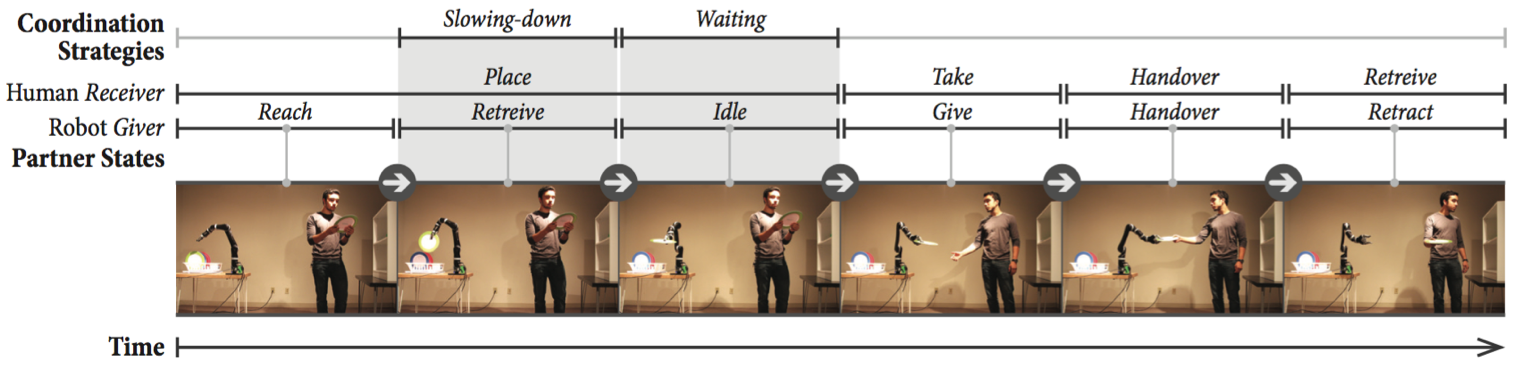 Coordination
Strategies
Slowing-down
Waiting
Human Receiver
Place
Take
Handover
Retreive
Robot Giver
Reach
Retreive
Idle
Give
Handover
Retract
Partner States
Time